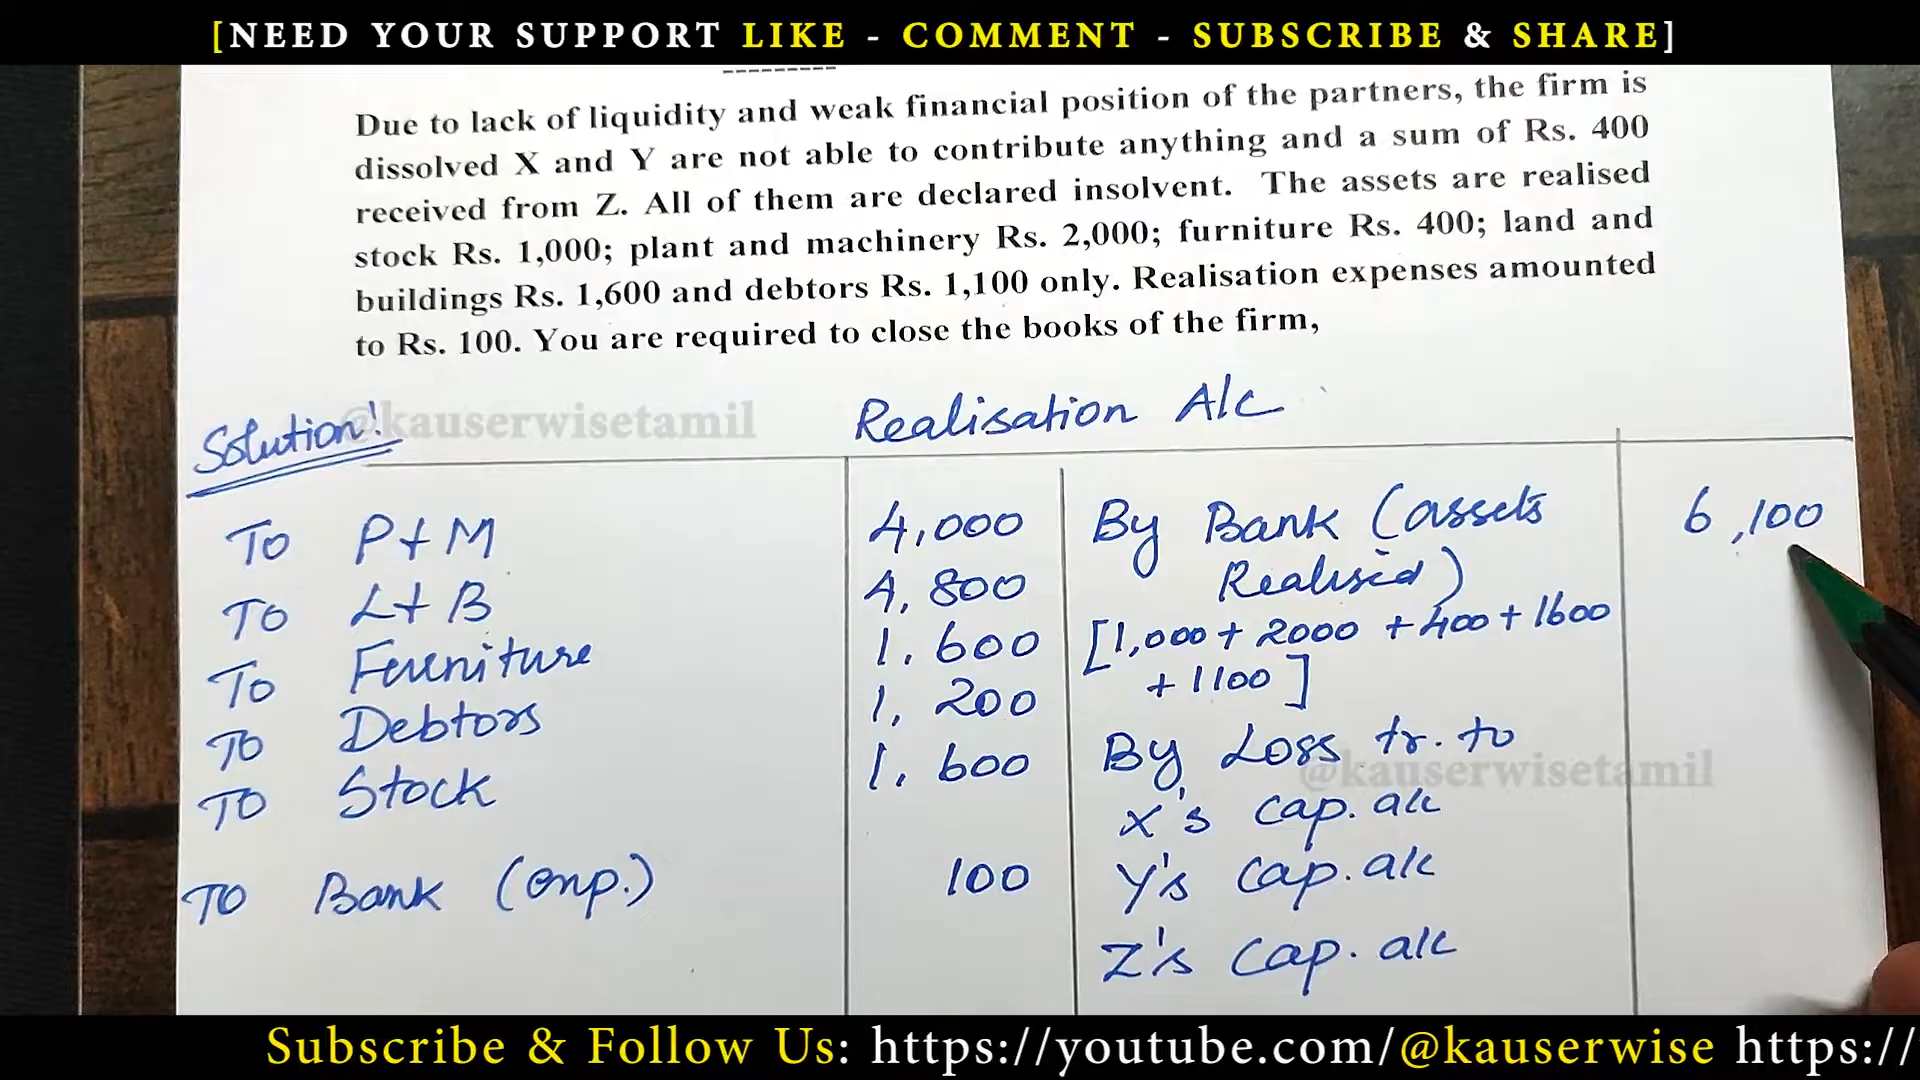 [NEED YOUR SUPPORT LIKE - COMMENT - SUBSCRIBE & SHARE]
Due to lack of liquidity and weak financial position of the partners, the firm is
dissolved X and Y are not able to contribute anything and a sum of Rs. 400
received from Z. All of them are declared insolvent. The assets are realised
stock Rs. 1,000; plant and machinery Rs. 2,000; furniture Rs. 400; land and
buildings Rs. 1,600 and debtors Rs. 1,100 only. Realisation expenses amounted
to Rs. 100. You are required to close the books of the firm,
Solution! @kauserwisetamil Realisation A/c
To P+M 4,000 By Bank (assets 6,100
Realised)
To L+B 4,800
To Furniture 1,600 [1,000 + 2000 + 400 + 1600
+ 1100]
To Debtors 1,200
By Loss tr. to
@kauserwisetamil
To Stock 1,600
X's cap. a/c
To Bank (exp.) 100 Y's cap. a/c
Z's cap. a/c
Subscribe & Follow Us: https://youtube.com/@kauserwise https://